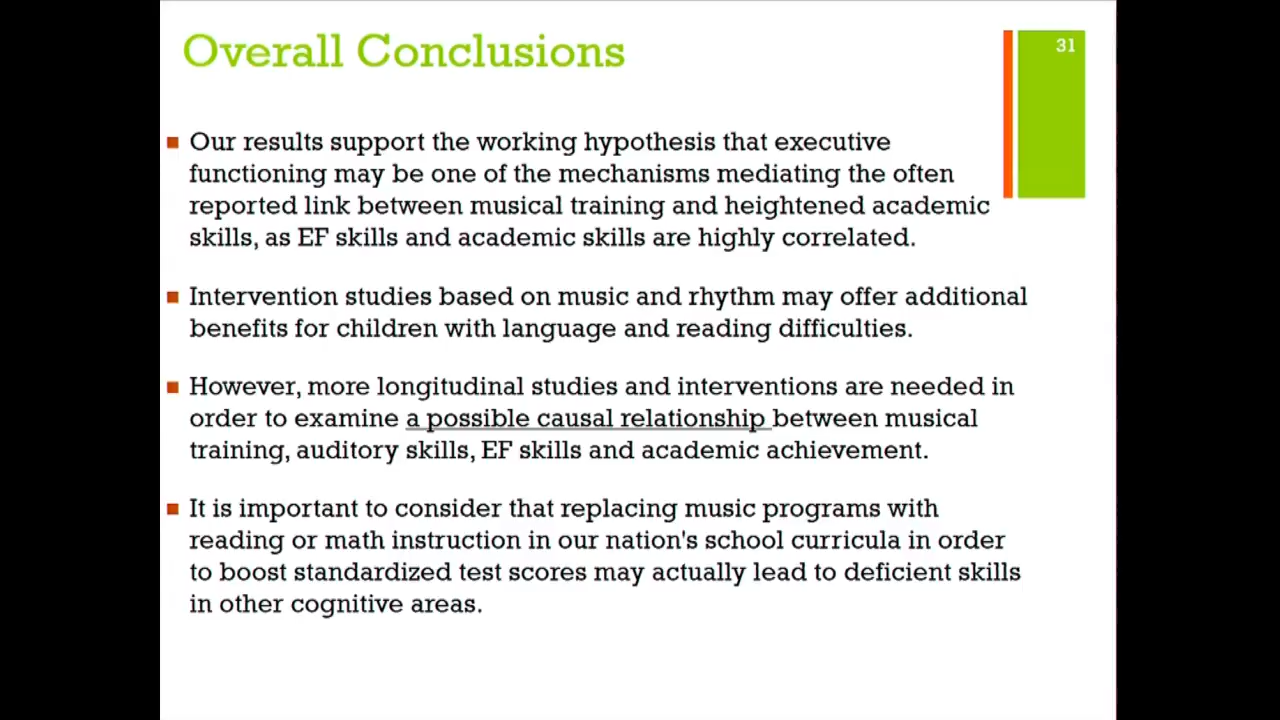 Overall Conclusions
31
Our results support the working hypothesis that executive
functioning may be one of the mechanisms mediating the often
reported link between musical training and heightened academic
skills, as EF skills and academic skills are highly correlated.
Intervention studies based on music and rhythm may offer additional
benefits for children with language and reading difficulties.
However, more longitudinal studies and interventions are needed in
order to examine a possible causal relationship between musical
training, auditory skills, EF skills and academic achievement.
It is important to consider that replacing music programs with
reading or math instruction in our nation's school curricula in order
to boost standardized test scores may actually lead to deficient skills
in other cognitive areas.